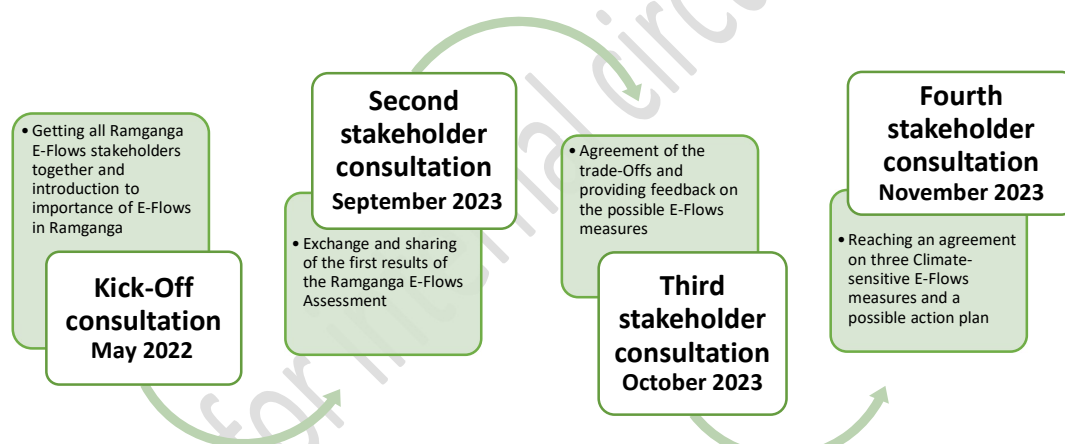 • Getting all Ramganga
E-Flows stakeholders
together and
introduction to
importance of E-Flows
in Ramganga
Kick-Off
consultation
May 2022
Second
stakeholder
consultation
September 2023
• Exchange and sharing
of the first results of
the Ramganga E-Flows
Assessment
• Agreement of the
trade-Offs and
providing feedback on
the possible E-Flows
measures
Third
stakeholder
consultation
October 2023
Fourth
stakeholder
consultation
November 2023
• Reaching an agreement
on three Climate-
sensitive E-Flows
measures and a
possible action plan
for internal circ